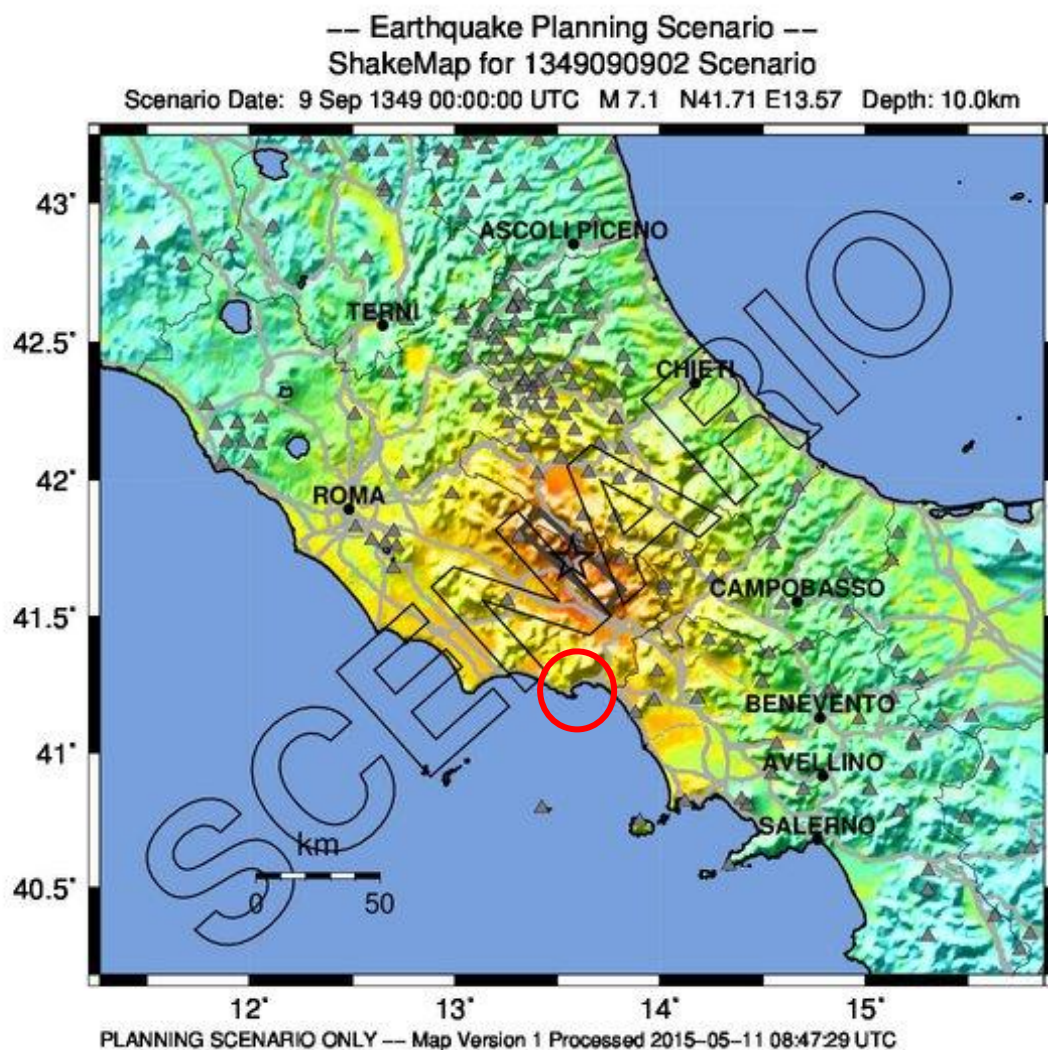 -- Earthquake Planning Scenario --
ShakeMap for 1349090902 Scenario
Scenario Date: 9 Sep 1349 00:00:00 UTC M 7.1 N41.71 E13.57 Depth: 10.0km
43˚
ASCOLI PICENO
TERNI
42.5˚
CHIETI
42˚
ROMA
SCENARIO
41.5˚
CAMPOBASSO
BENEVENTO
41˚
AVELLINO
SALERNO
km
0 50
40.5˚
12˚ 13˚ 14˚ 15˚
PLANNING SCENARIO ONLY -- Map Version 1 Processed 2015-05-11 08:47:29 UTC